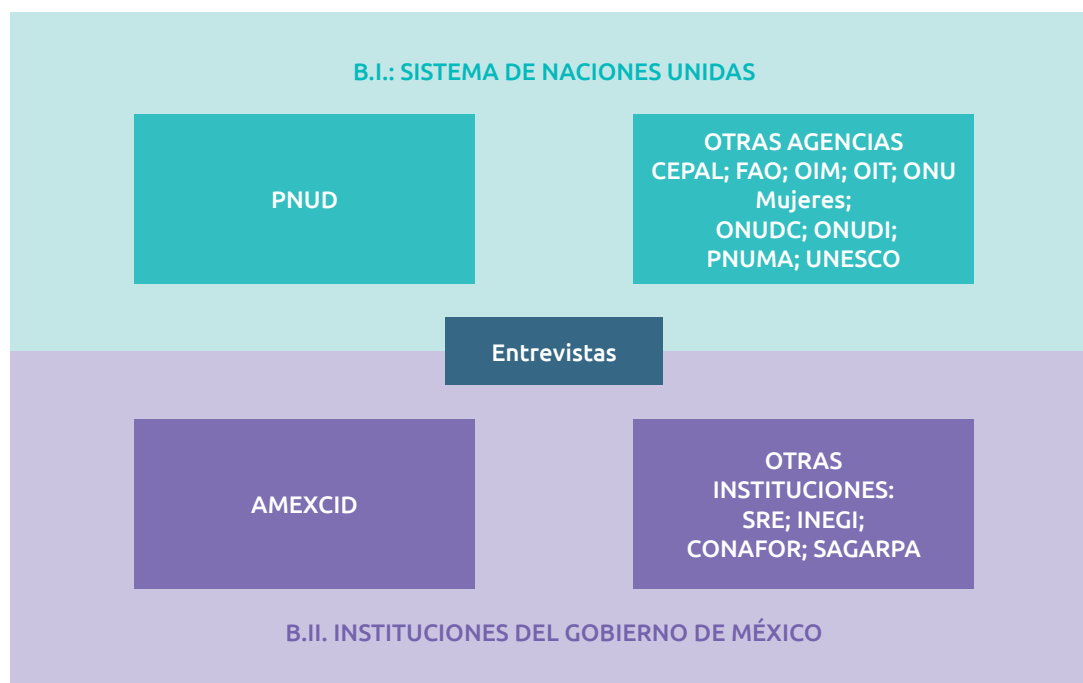 B.I.: SISTEMA DE NACIONES UNIDAS
PNUD
OTRAS AGENCIAS
CEPAL; FAO; OIM; OIT; ONU
Mujeres;
ONUDC; ONUDI;
PNUMA; UNESCO
Entrevistas
AMEXCID
OTRAS
INSTITUCIONES:
SRE; INEGI;
CONAFOR; SAGARPA
B.II. INSTITUCIONES DEL GOBIERNO DE MÉXICO